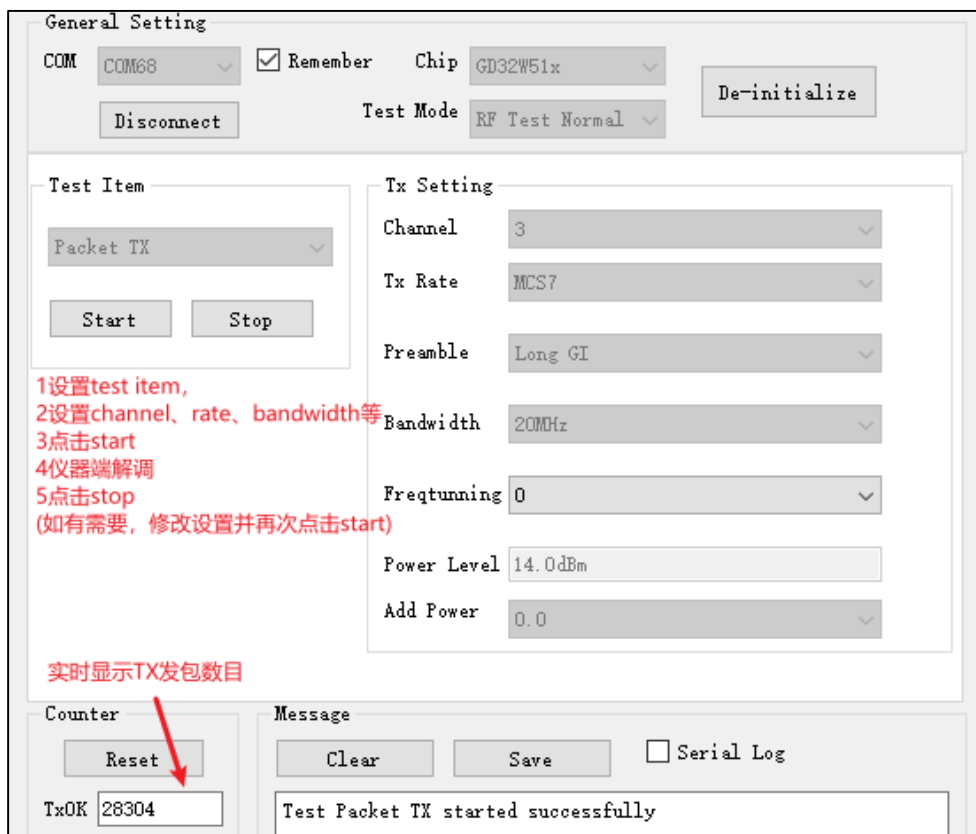 General Setting
COM COM68 Remember Chip GD32W51x De-initialize
Disconnect Test Mode RF Test Normal
Test Item
Packet TX
Start Stop
1设置test item,
2设置channel、rate、bandwidth等
3点击start
4仪器端解调
5点击stop
(如有需要，修改设置并再次点击start)
Tx Setting
Channel 3
Tx Rate MCS7
Preamble Long GI
Bandwidth 20MHz
Freqtunning 0
Power Level 14.0dBm
Add Power 0.0
实时显示TX发包数目
Counter
Reset
TxOK 28304
Message
Clear Save Serial Log
Test Packet TX started successfully